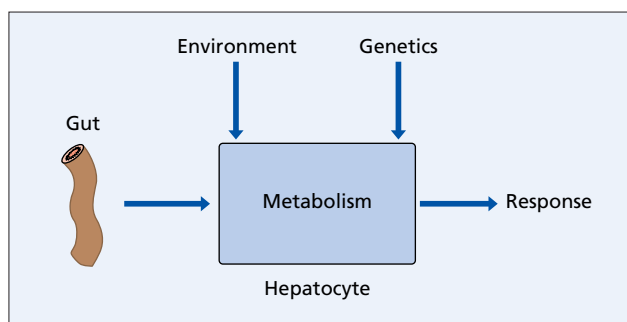 Environment
Genetics
Gut
Metabolism
Response
Hepatocyte